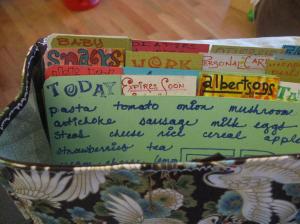 BABY
Snacks
WORK
PERSONAL CARE
TODAY
Expires Soon
albertsons
pasta tomato onion mushroom
artichoke sausage milk eggs
steak cheese rice cereal apple
strawberries tea